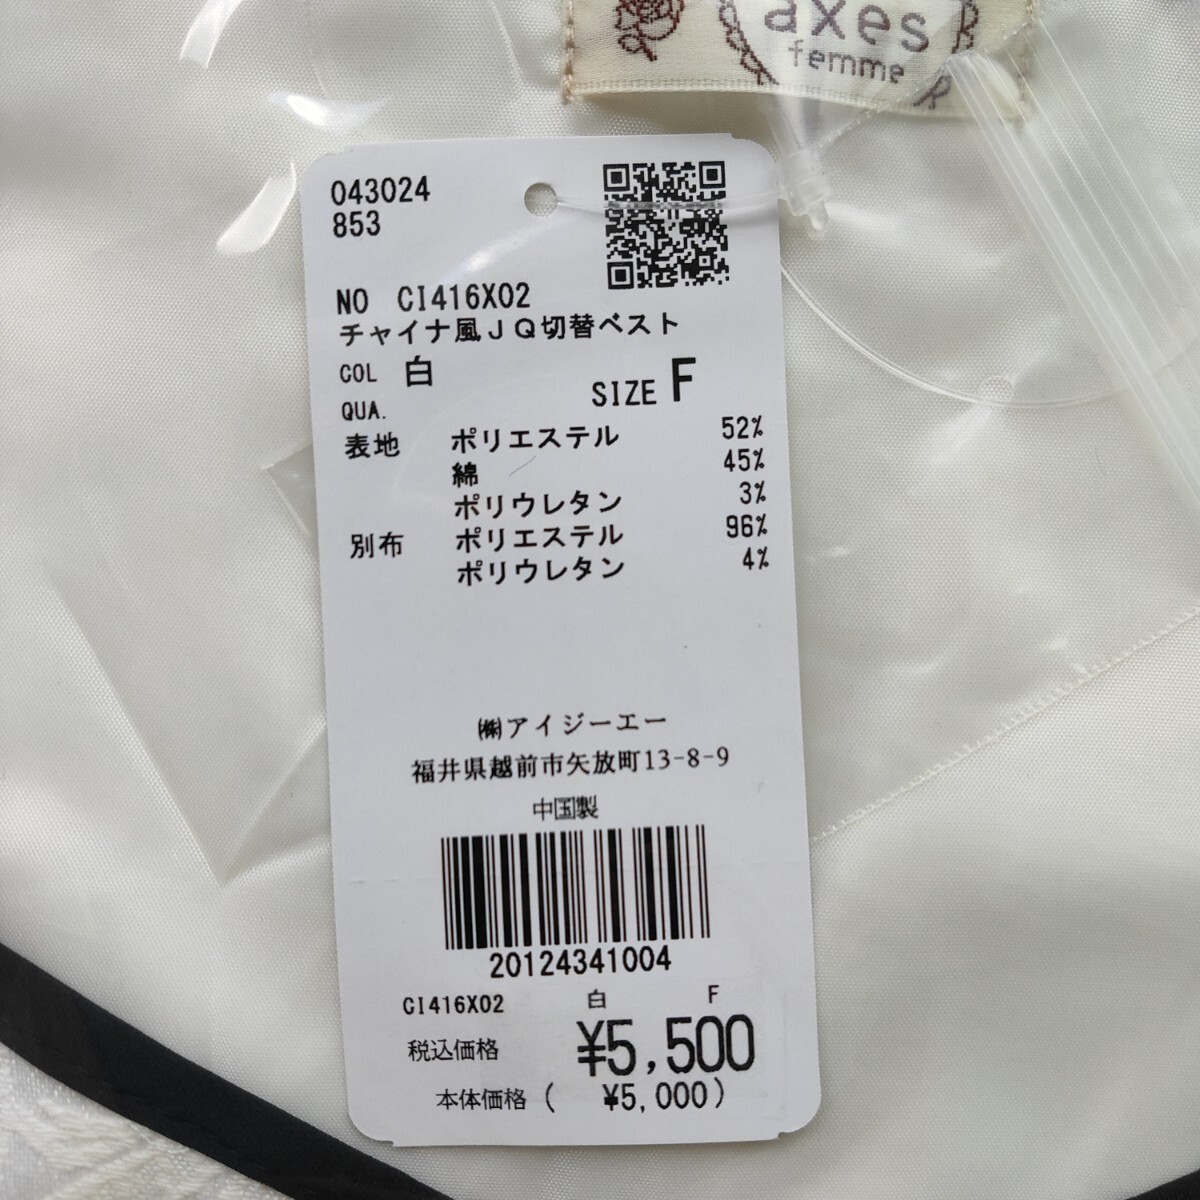 axes
femme
043024
853
NO CI416X02
チャイナ風JQ切替ベスト
COL 白
SIZE F
QUA.
表地 ポリエステル 52%
綿 45%
ポリウレタン 3%
別布 ポリエステル 96%
ポリウレタン 4%
㈱アイジーエー
福井県越前市矢放町13-8-9
中国製
20124341004
CI416X02 白 F
税込価格 ¥5,500
本体価格( ¥5,000)